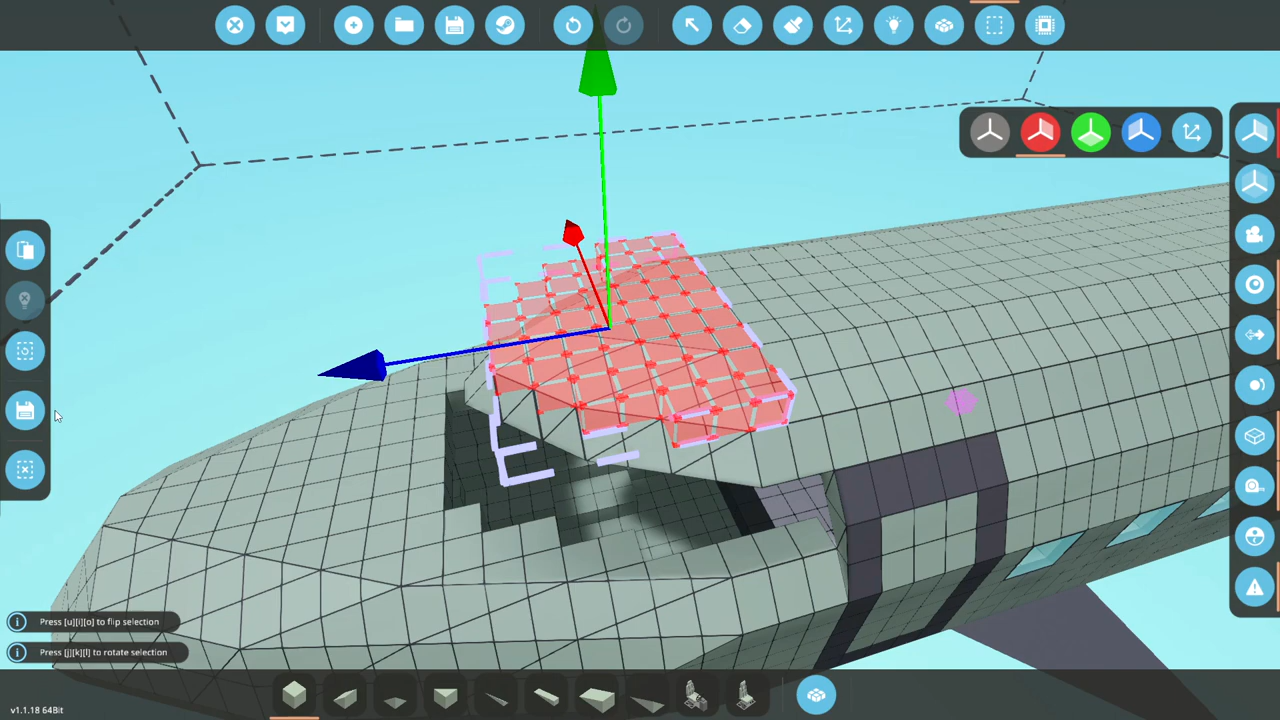 Press [u][i][o] to flip selection
Press [j][k][l] to rotate selection
v1.1.18 64Bit